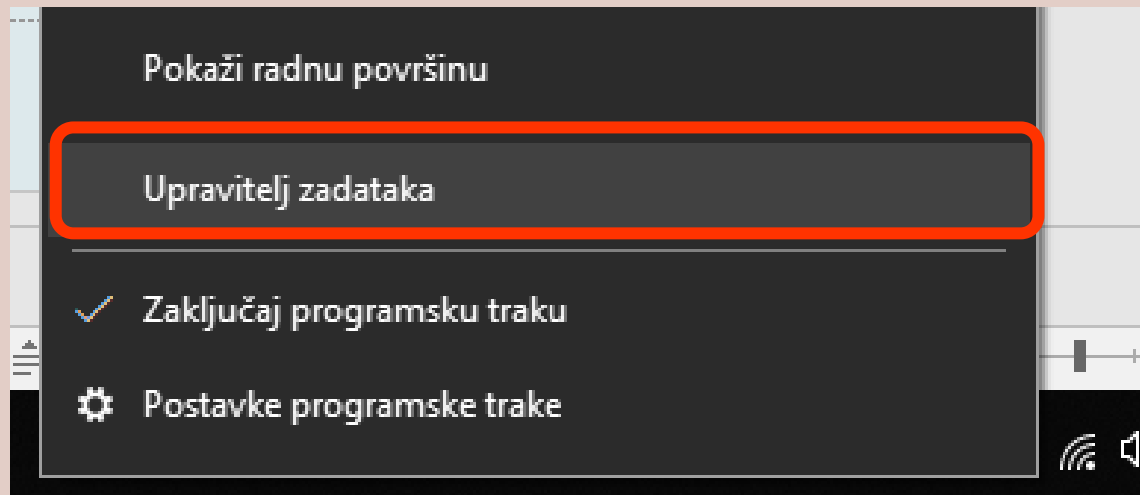 Pokaži radnu površinu
Upravitelj zadataka
Zaključaj programsku traku
Postavke programske trake